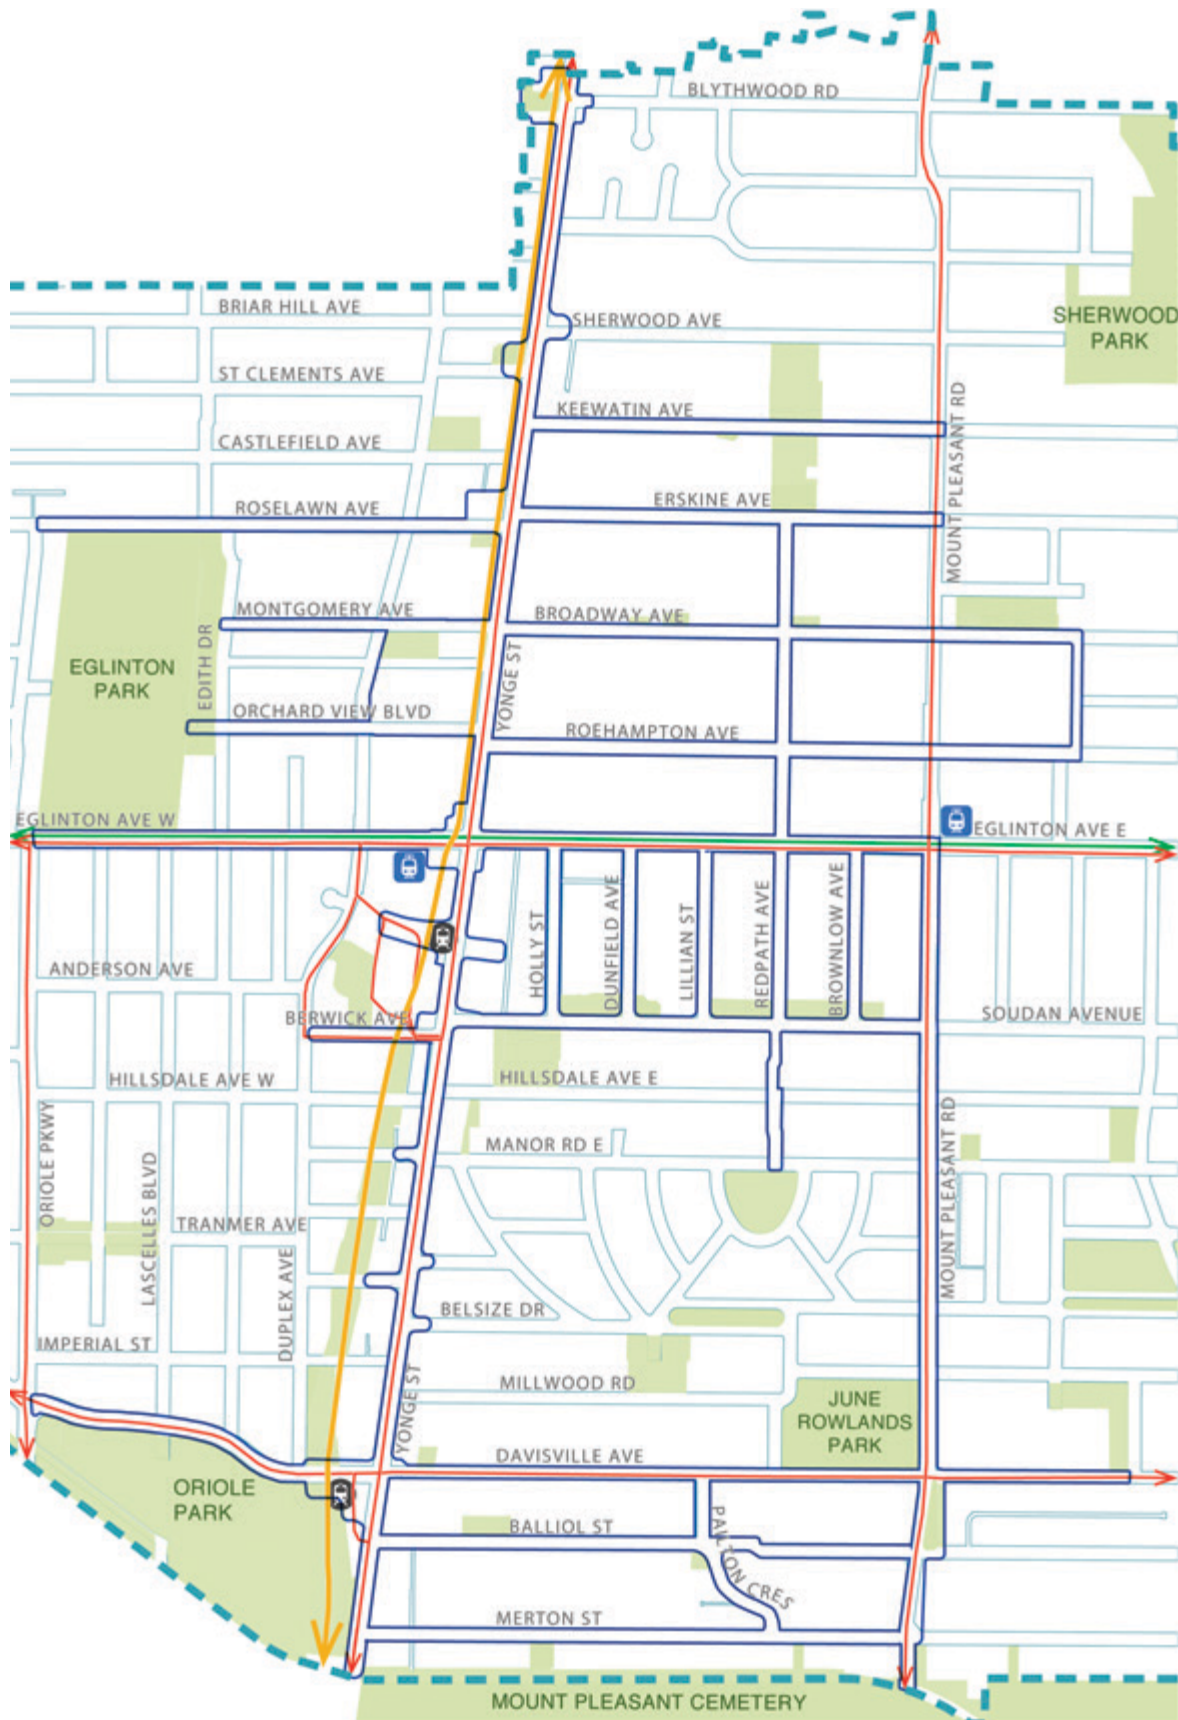 BLYTHWOOD RD
BRIAR HILL AVE
SHERWOOD AVE
SHERWOOD
PARK
ST CLEMENTS AVE
KEEWATIN AVE
MOUNT PLEASANT RD
CASTLEFIELD AVE
ROSELAWN AVE
ERSKINE AVE
MONTGOMERY AVE
BROADWAY AVE
EDITH DR
EGLINTON
PARK
YONGE ST
ORCHARD VIEW BLVD
ROEHAMPTON AVE
EGLINTON AVE W
EGLINTON AVE E
HOLLY ST
DUNFIELD AVE
LILLIAN ST
REDPATH AVE
BROWNLOW AVE
ANDERSON AVE
BERWICK AVE
SOUDAN AVENUE
HILLSDALE AVE W
HILLSDALE AVE E
ORIOLE PKWY
MANOR RD E
MOUNT PLEASANT RD
LASCELLES BLVD
TRANMER AVE
DUPLEX AVE
BELSIZE DR
IMPERIAL ST
YONGE ST
MILLWOOD RD
JUNE
ROWLANDS
PARK
DAVISVILLE AVE
ORIOLE
PARK
BALLIOL ST
PAILTON CRES
MERTON ST
MOUNT PLEASANT CEMETERY